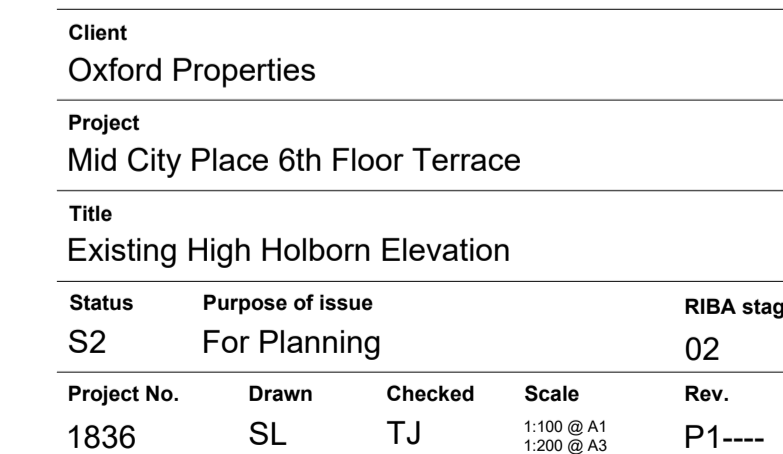 Client
Oxford Properties
Project
Mid City Place 6th Floor Terrace
Title
Existing High Holborn Elevation
Status Purpose of issue RIBA stag
S2 For Planning 02
Project No. Drawn Checked Scale Rev.
1836 SL TJ 1:100 @ A1 P1----
1:200 @ A3